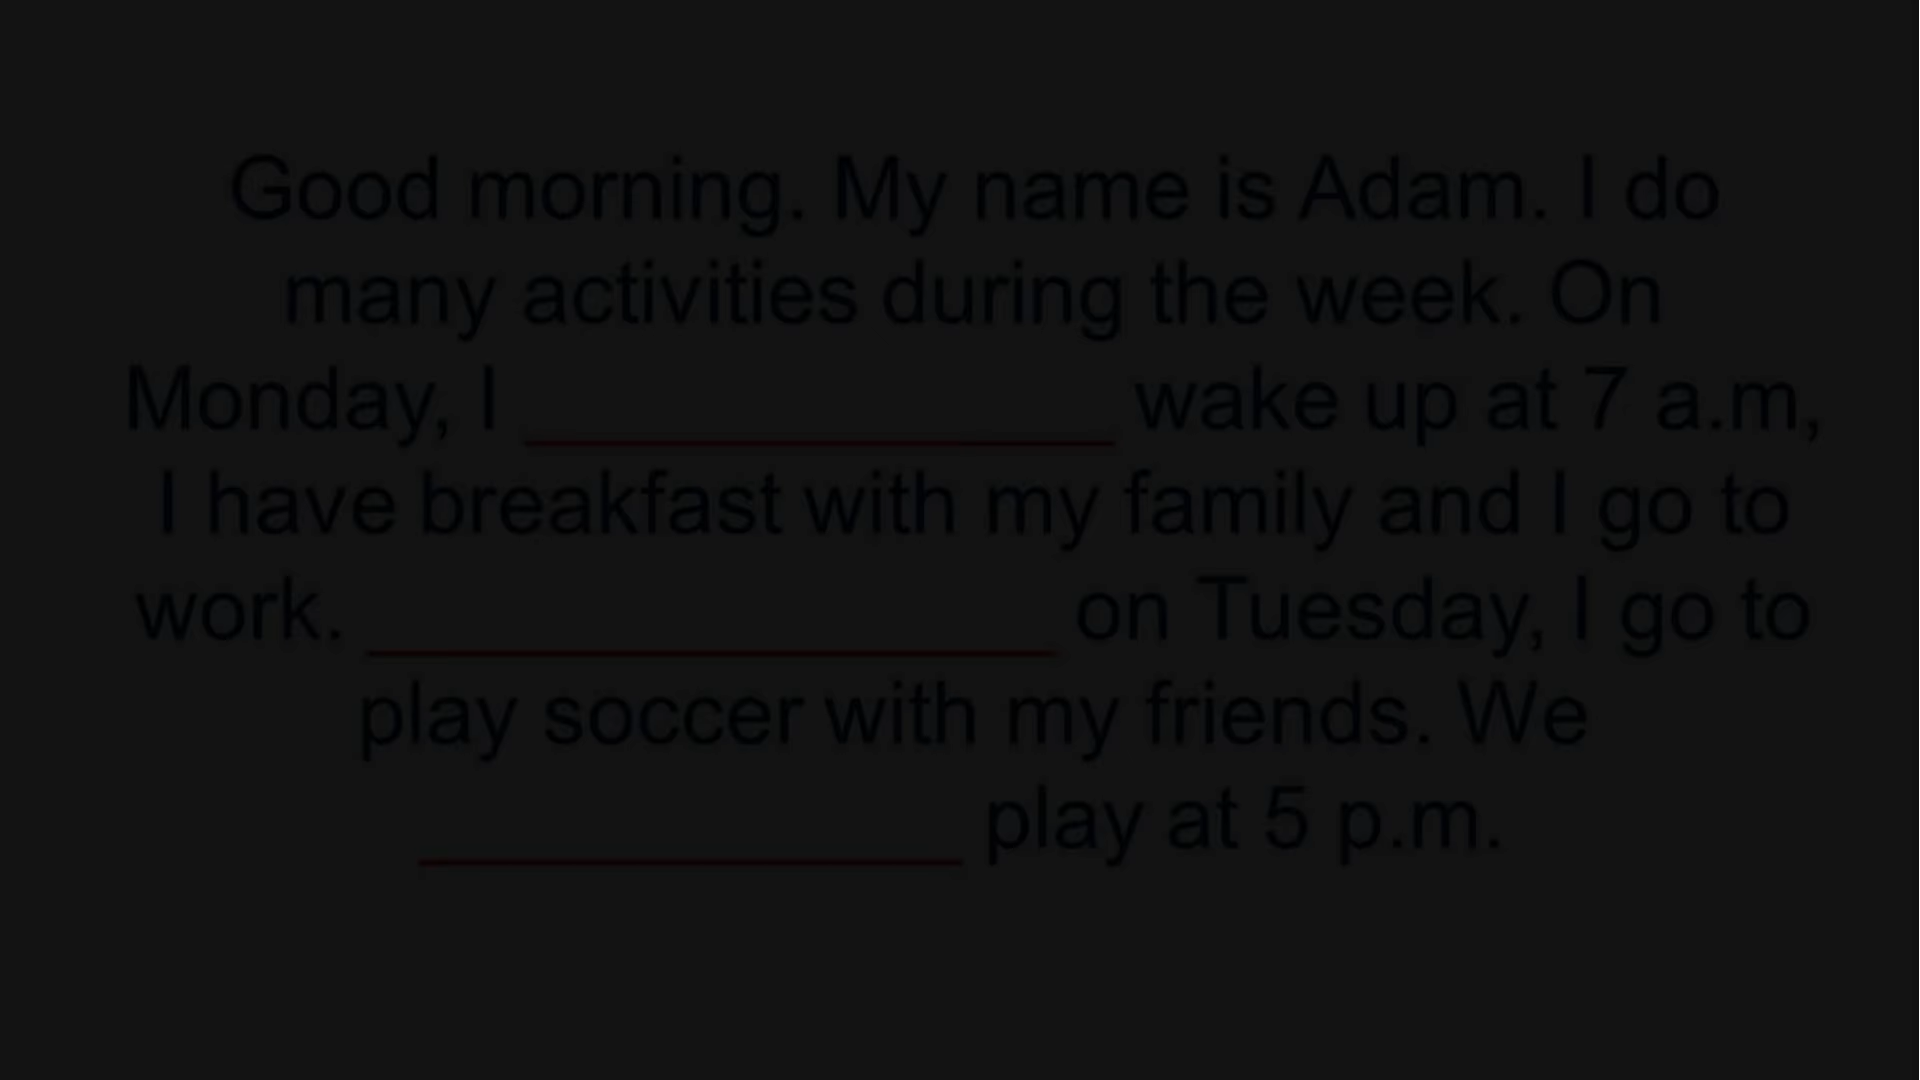 Good morning. My name is Adam. I do
many activities during the week. On
Monday, I ______________ wake up at 7 a.m,
I have breakfast with my family and I go to
work. ________________ on Tuesday, I go to
play soccer with my friends. We
_____________ play at 5 p.m.